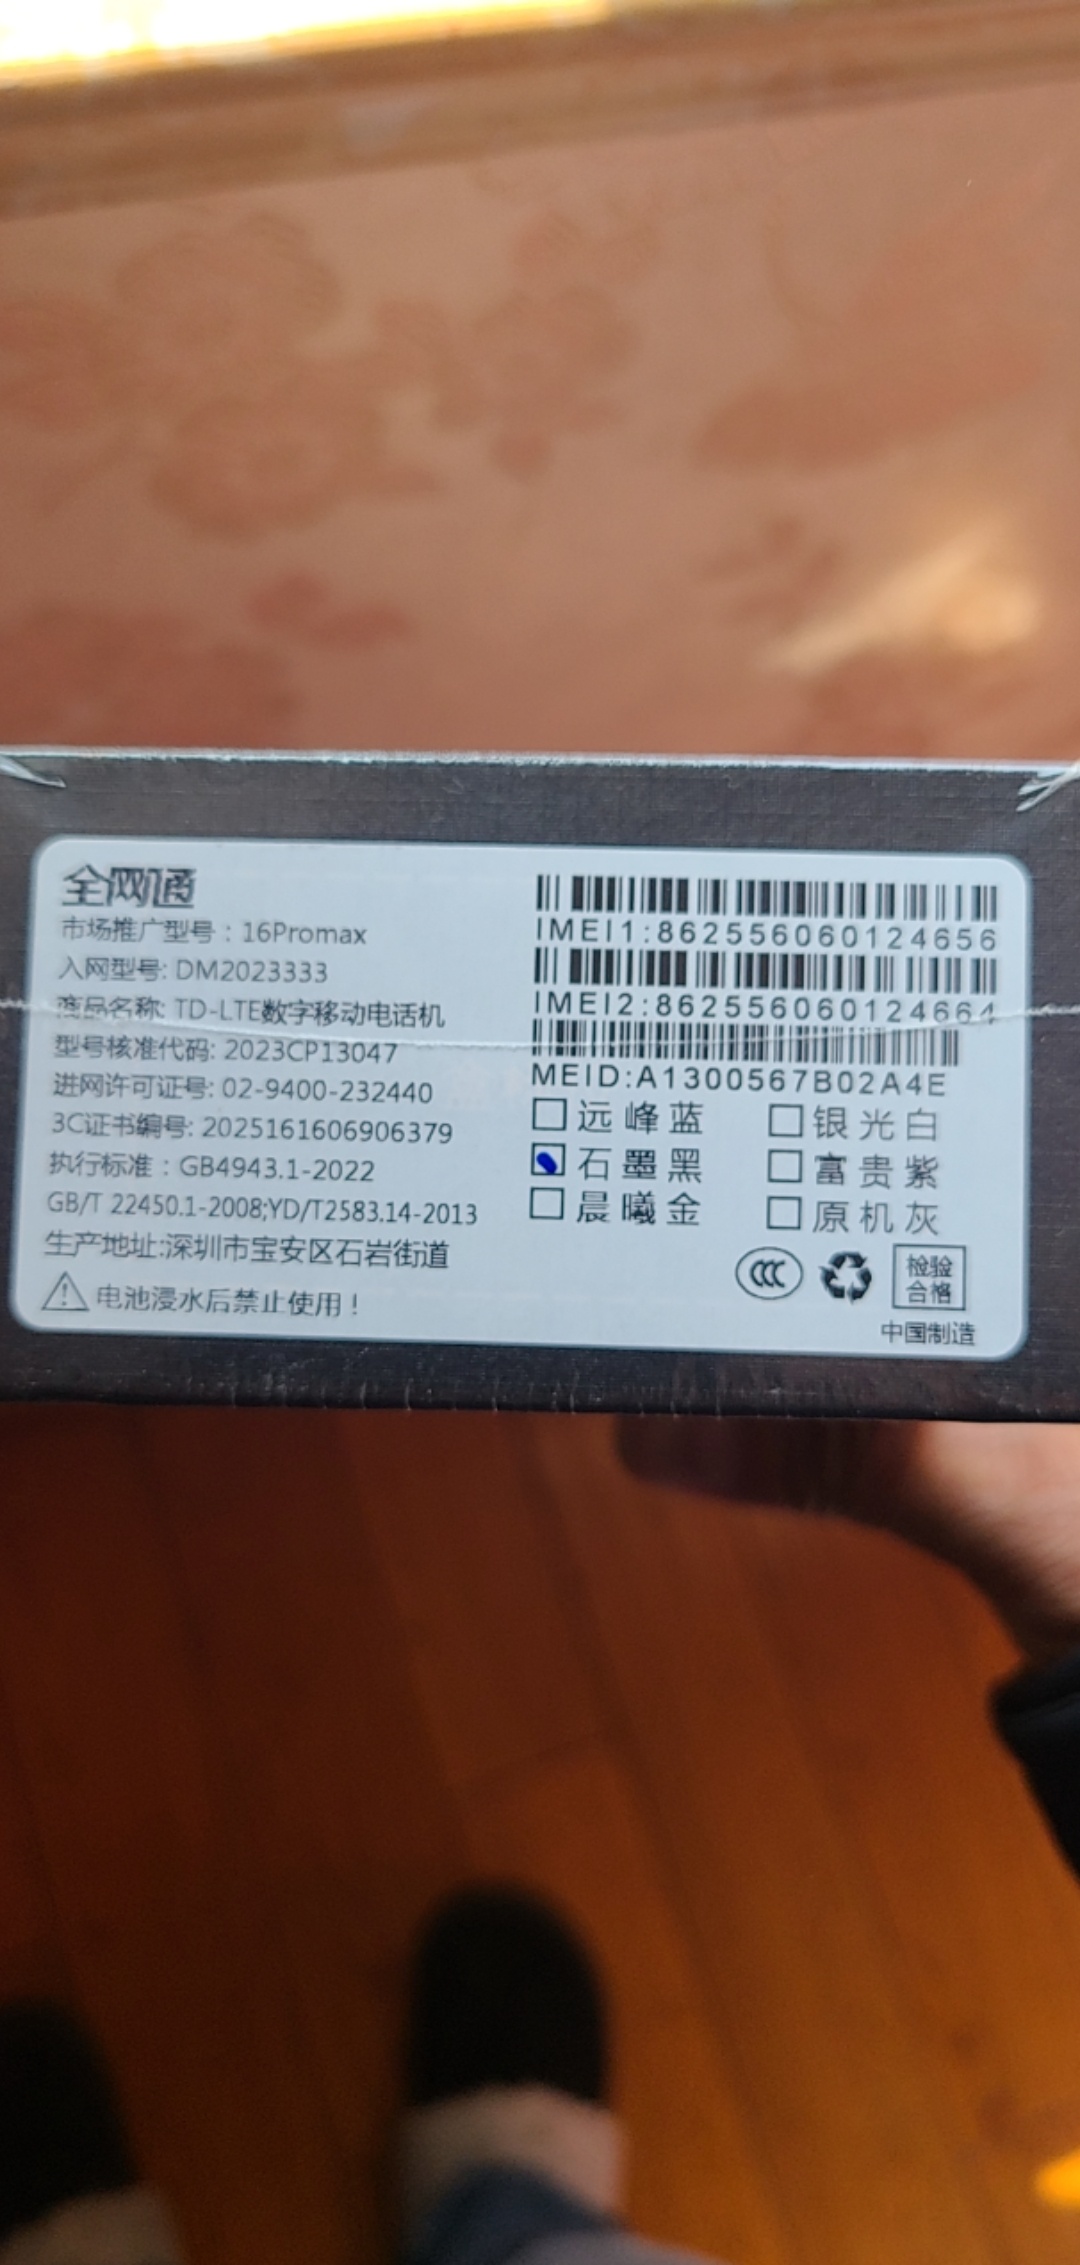 全网通
市场推广型号：16Promax
入网型号: DM2023333
商品名称: TD-LTE数字移动电话机
型号核准代码: 2023CP13047
进网许可证号: 02-9400-232440
3C证书编号: 2025161606906379
执行标准：GB4943.1-2022
GB/T 22450.1-2008;YD/T2583.14-2013
生产地址:深圳市宝安区石岩街道
电池浸水后禁止使用！
IMEI1:862556060124656
IMEI2:862556060124664
MEID:A1300567B02A4E
远峰蓝 银光白
石墨黑 富贵紫
晨曦金 原机灰
CCC 检验
合格
中国制造